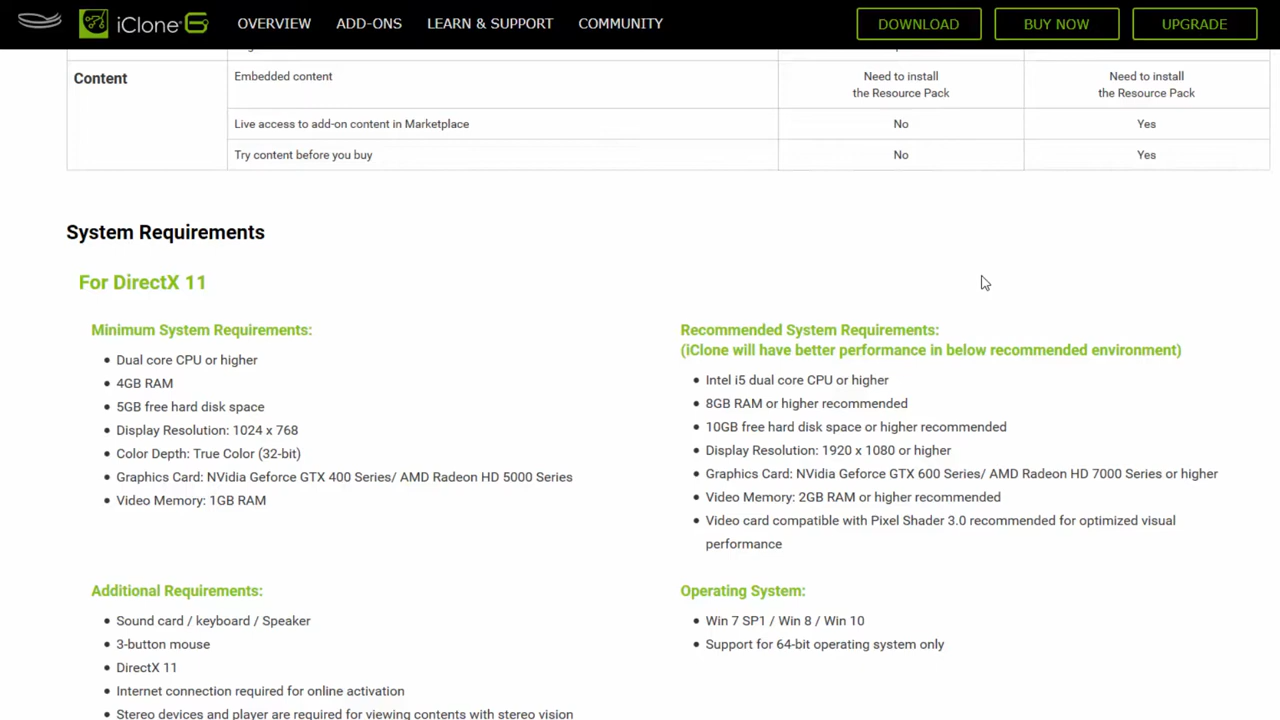 iClone 6 OVERVIEW ADD-ONS LEARN & SUPPORT COMMUNITY DOWNLOAD BUY NOW UPGRADE
Content
Embedded content
Need to install
the Resource Pack
Need to install
the Resource Pack
Live access to add-on content in Marketplace
No
Yes
Try content before you buy
No
Yes
System Requirements
For DirectX 11
Minimum System Requirements:
• Dual core CPU or higher
• 4GB RAM
• 5GB free hard disk space
• Display Resolution: 1024 x 768
• Color Depth: True Color (32-bit)
• Graphics Card: NVidia Geforce GTX 400 Series/ AMD Radeon HD 5000 Series
• Video Memory: 1GB RAM
Recommended System Requirements:
(iClone will have better performance in below recommended environment)
• Intel i5 dual core CPU or higher
• 8GB RAM or higher recommended
• 10GB free hard disk space or higher recommended
• Display Resolution: 1920 x 1080 or higher
• Graphics Card: NVidia Geforce GTX 600 Series/ AMD Radeon HD 7000 Series or higher
• Video Memory: 2GB RAM or higher recommended
• Video card compatible with Pixel Shader 3.0 recommended for optimized visual
performance
Additional Requirements:
• Sound card / keyboard / Speaker
• 3-button mouse
• DirectX 11
• Internet connection required for online activation
• Stereo devices and player are required for viewing contents with stereo vision
Operating System:
• Win 7 SP1 / Win 8 / Win 10
• Support for 64-bit operating system only